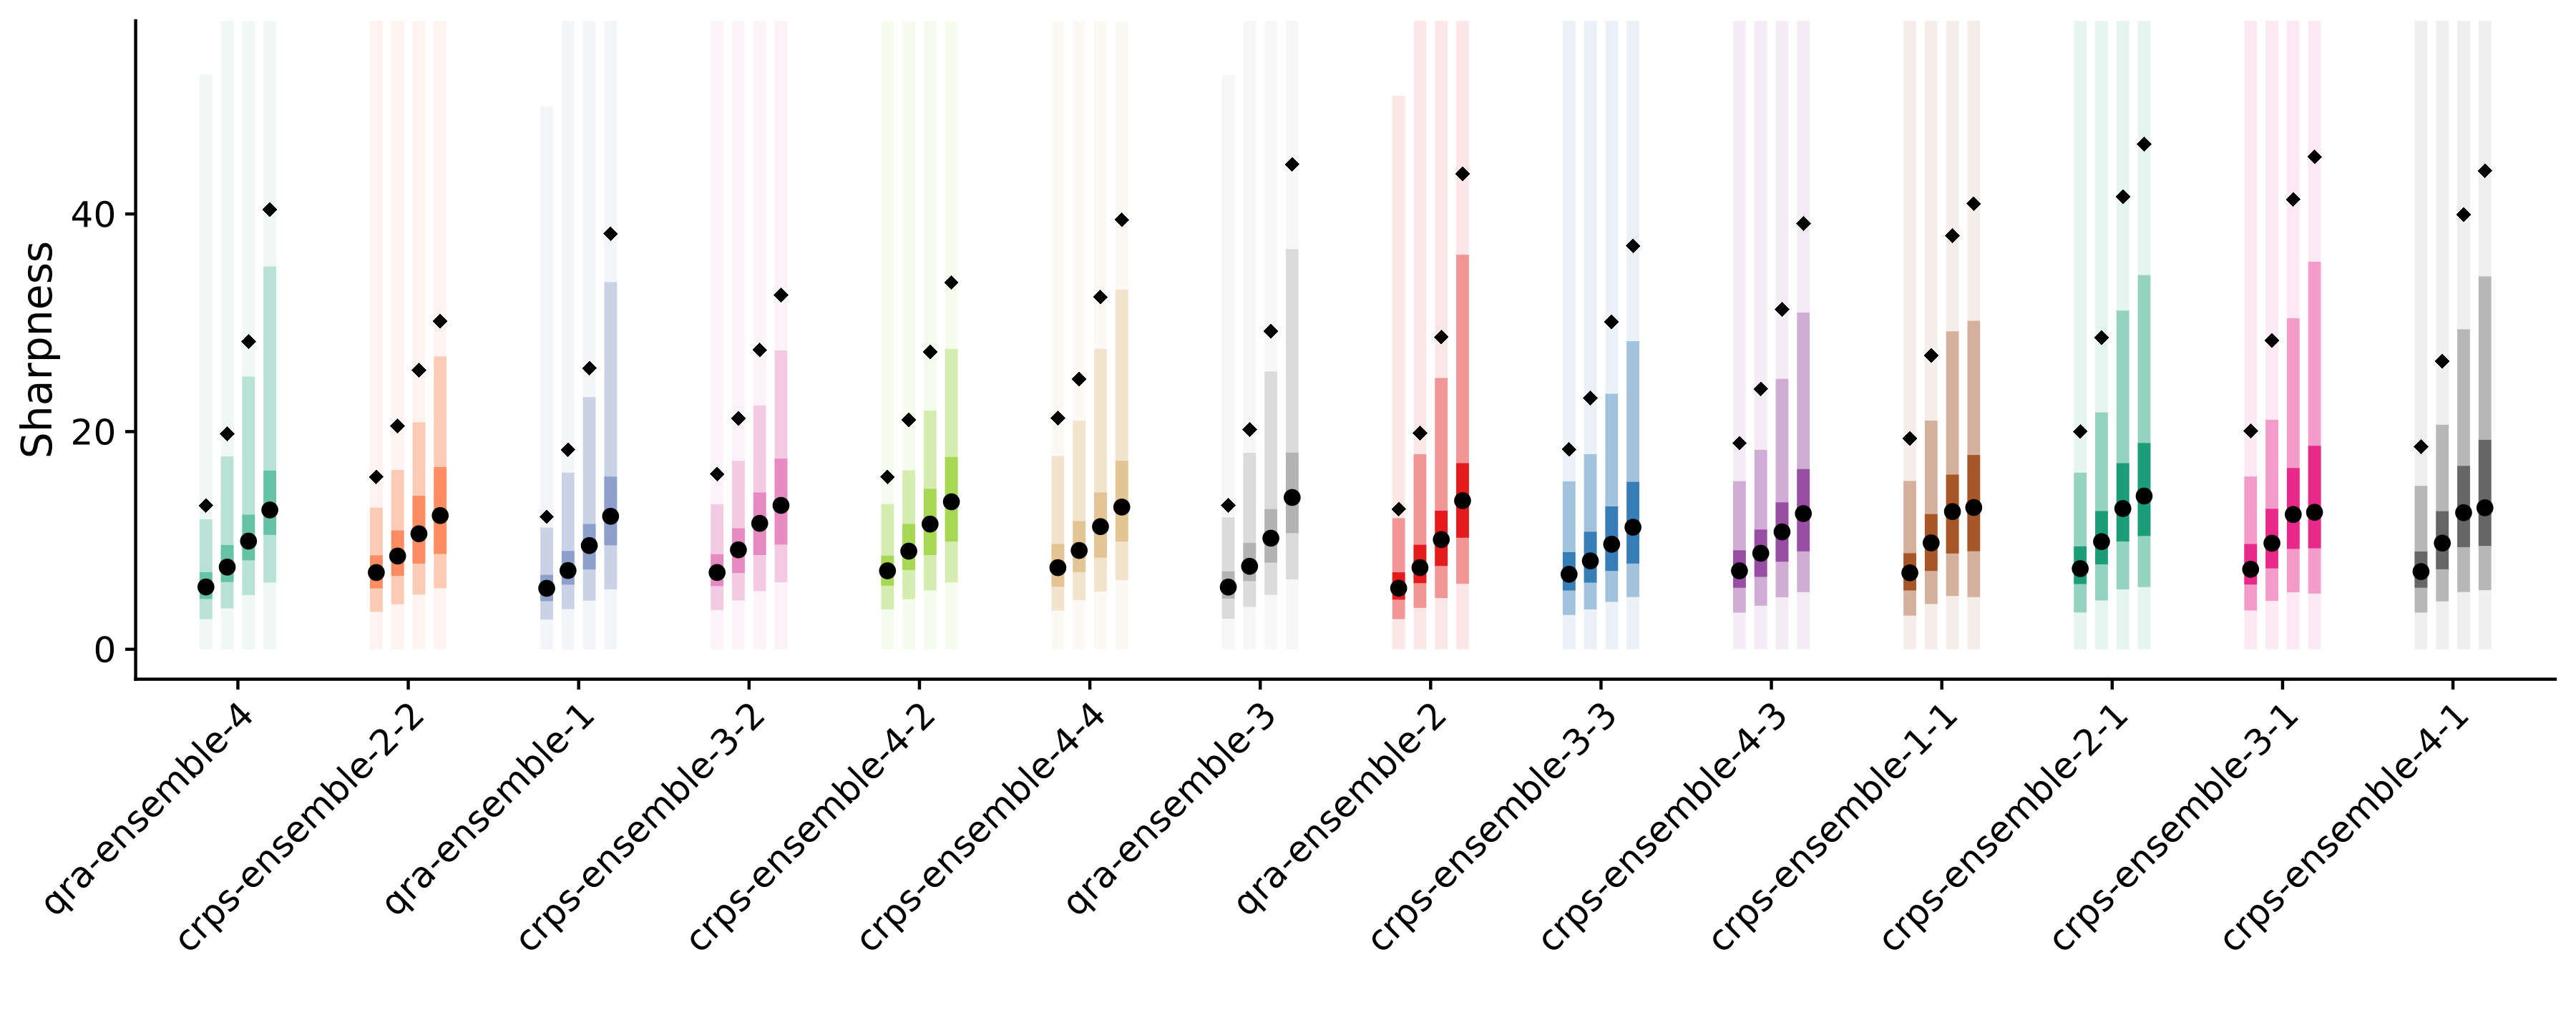 Sharpness
40
20
0
qra-ensemble-4
crps-ensemble-2-2
qra-ensemble-1
crps-ensemble-3-2
crps-ensemble-4-2
crps-ensemble-4-4
qra-ensemble-3
qra-ensemble-2
crps-ensemble-3-3
crps-ensemble-4-3
crps-ensemble-1-1
crps-ensemble-2-1
crps-ensemble-3-1
crps-ensemble-4-1